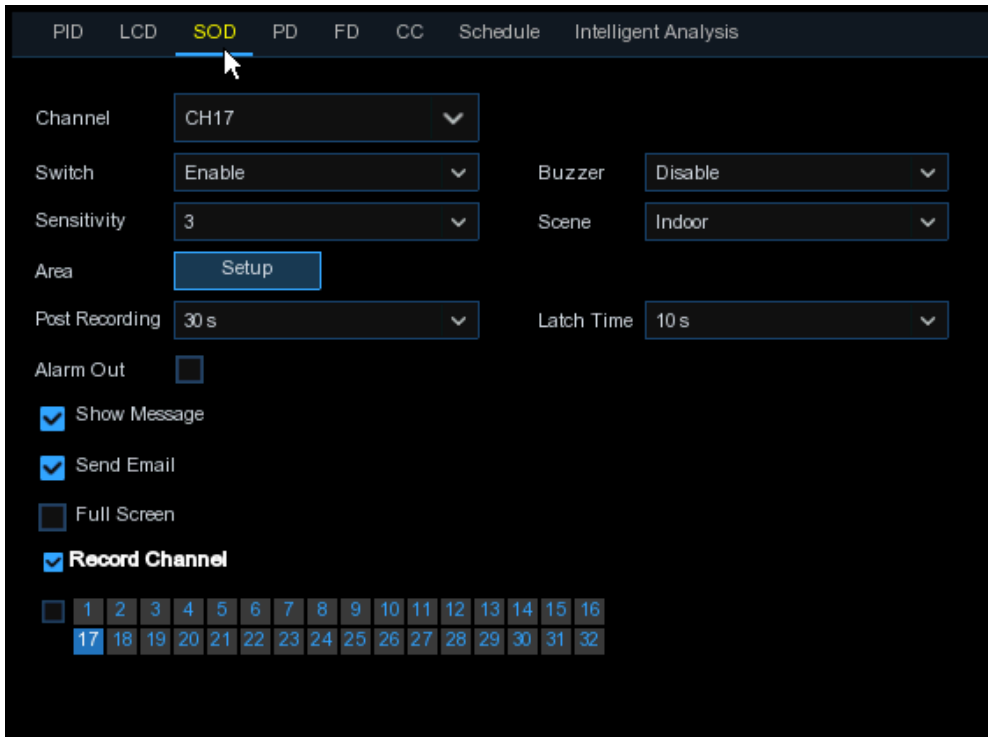 PID LCD SOD PD FD CC Schedule Intelligent Analysis
Channel CH17
Switch Enable Buzzer Disable
Sensitivity 3 Scene Indoor
Area Setup
Post Recording 30 s Latch Time 10 s
Alarm Out
Show Message
Send Email
Full Screen
Record Channel
1 2 3 4 5 6 7 8 9 10 11 12 13 14 15 16
17 18 19 20 21 22 23 24 25 26 27 28 29 30 31 32